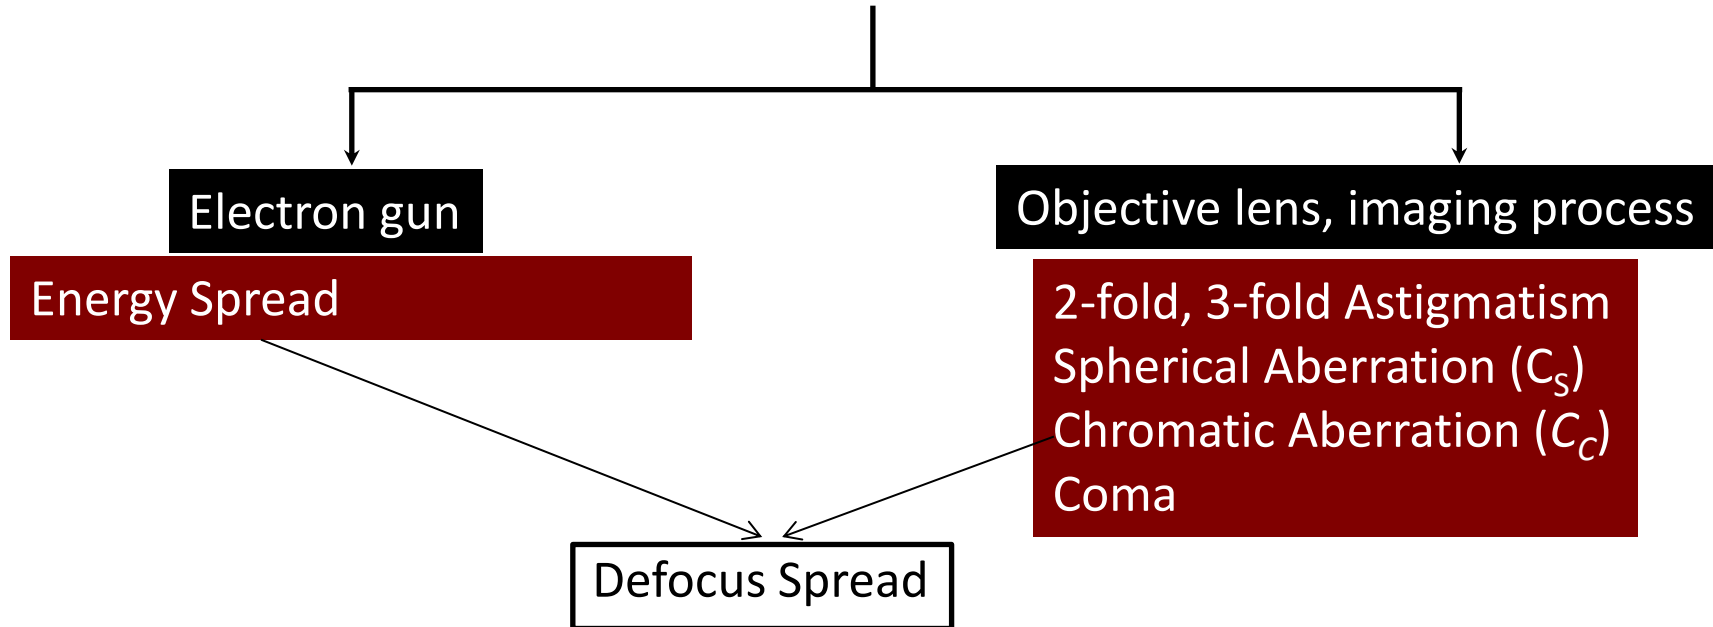 Electron gun
Objective lens, imaging process
Energy Spread
2-fold, 3-fold Astigmatism
Spherical Aberration (CS)
Chromatic Aberration (CC)
Coma
Defocus Spread